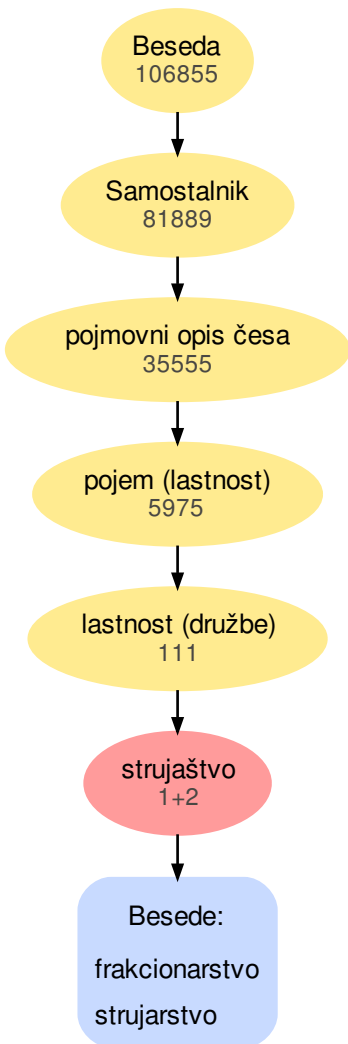 Beseda
106855
Samostalnik
81889
pojmovni opis česa
35555
pojem (lastnost)
5975
lastnost (družbe)
111
strujaštvo
1+2
Besede:
frakcionarstvo
strujarstvo